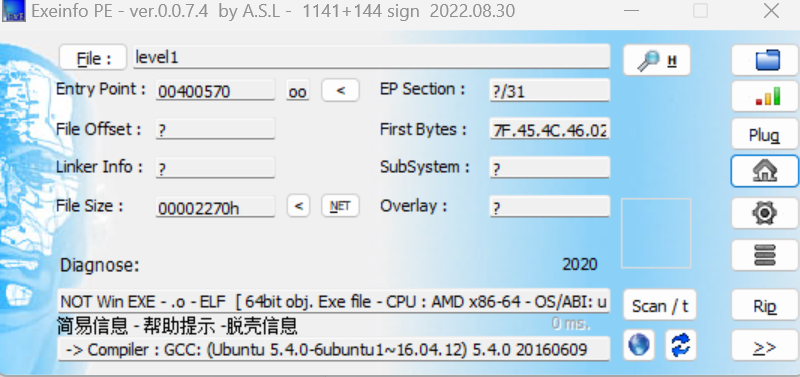 Exeinfo PE - ver.0.0.7.4 by A.S.L - 1141+144 sign 2022.08.30
File : level1 H
Entry Point : 00400570 oo < EP Section : ?/31
File Offset : ? First Bytes : 7F.45.4C.46.02 Plug
Linker Info : ? SubSystem : ?
File Size : 00002270h < NET Overlay : ?
Diagnose: 2020
NOT Win EXE - .o - ELF [ 64bit obj. Exe file - CPU : AMD x86-64 - OS/ABI: u Scan / t Rip
简易信息 - 帮助提示 -脱壳信息 0 ms.
-> Compiler : GCC: (Ubuntu 5.4.0-6ubuntu1~16.04.12) 5.4.0 20160609 >>